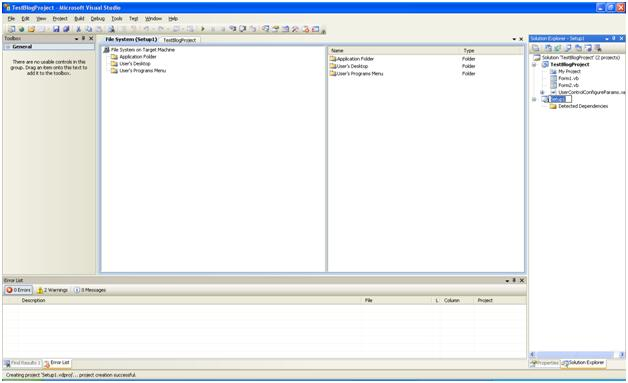 TestBlogProject - Microsoft Visual Studio
File Edit View Project Build Debug Data Tools Test Window Help
Toolbox
General
There are no usable controls in this
group. Drag an item onto this text to
add it to the toolbox.
File System (Setup1) TestBlogProject
File System on Target Machine
Application Folder
User's Desktop
User's Programs Menu
Name Type
Application Folder Folder
User's Desktop Folder
User's Programs Menu Folder
Solution Explorer - Setup1
Solution 'TestBlogProject' (2 projects)
TestBlogProject
My Project
Form1.vb
Form2.vb
UserControlConfigureParams.va
Setup1
Detected Dependencies
Error List
0 Errors 2 Warnings 0 Messages
Description File L Column Project
Find Results 1 Error List
Properties Solution Explorer
Creating project 'Setup1.vdproj'... project creation successful.